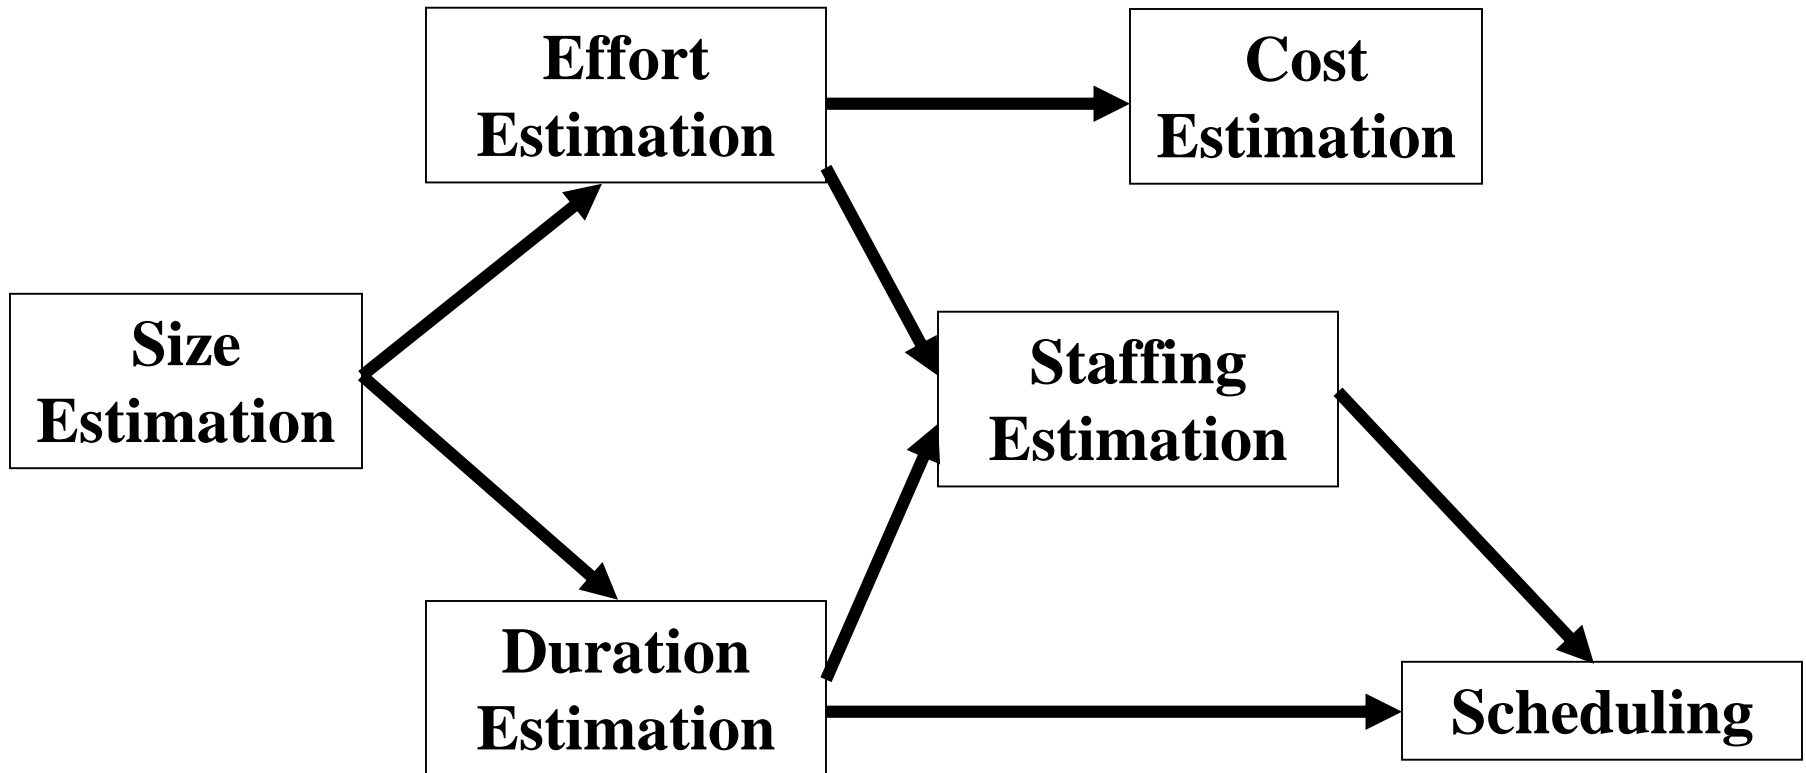 Effort
Estimation
Cost
Estimation
Size
Estimation
Staffing
Estimation
Duration
Estimation
Scheduling